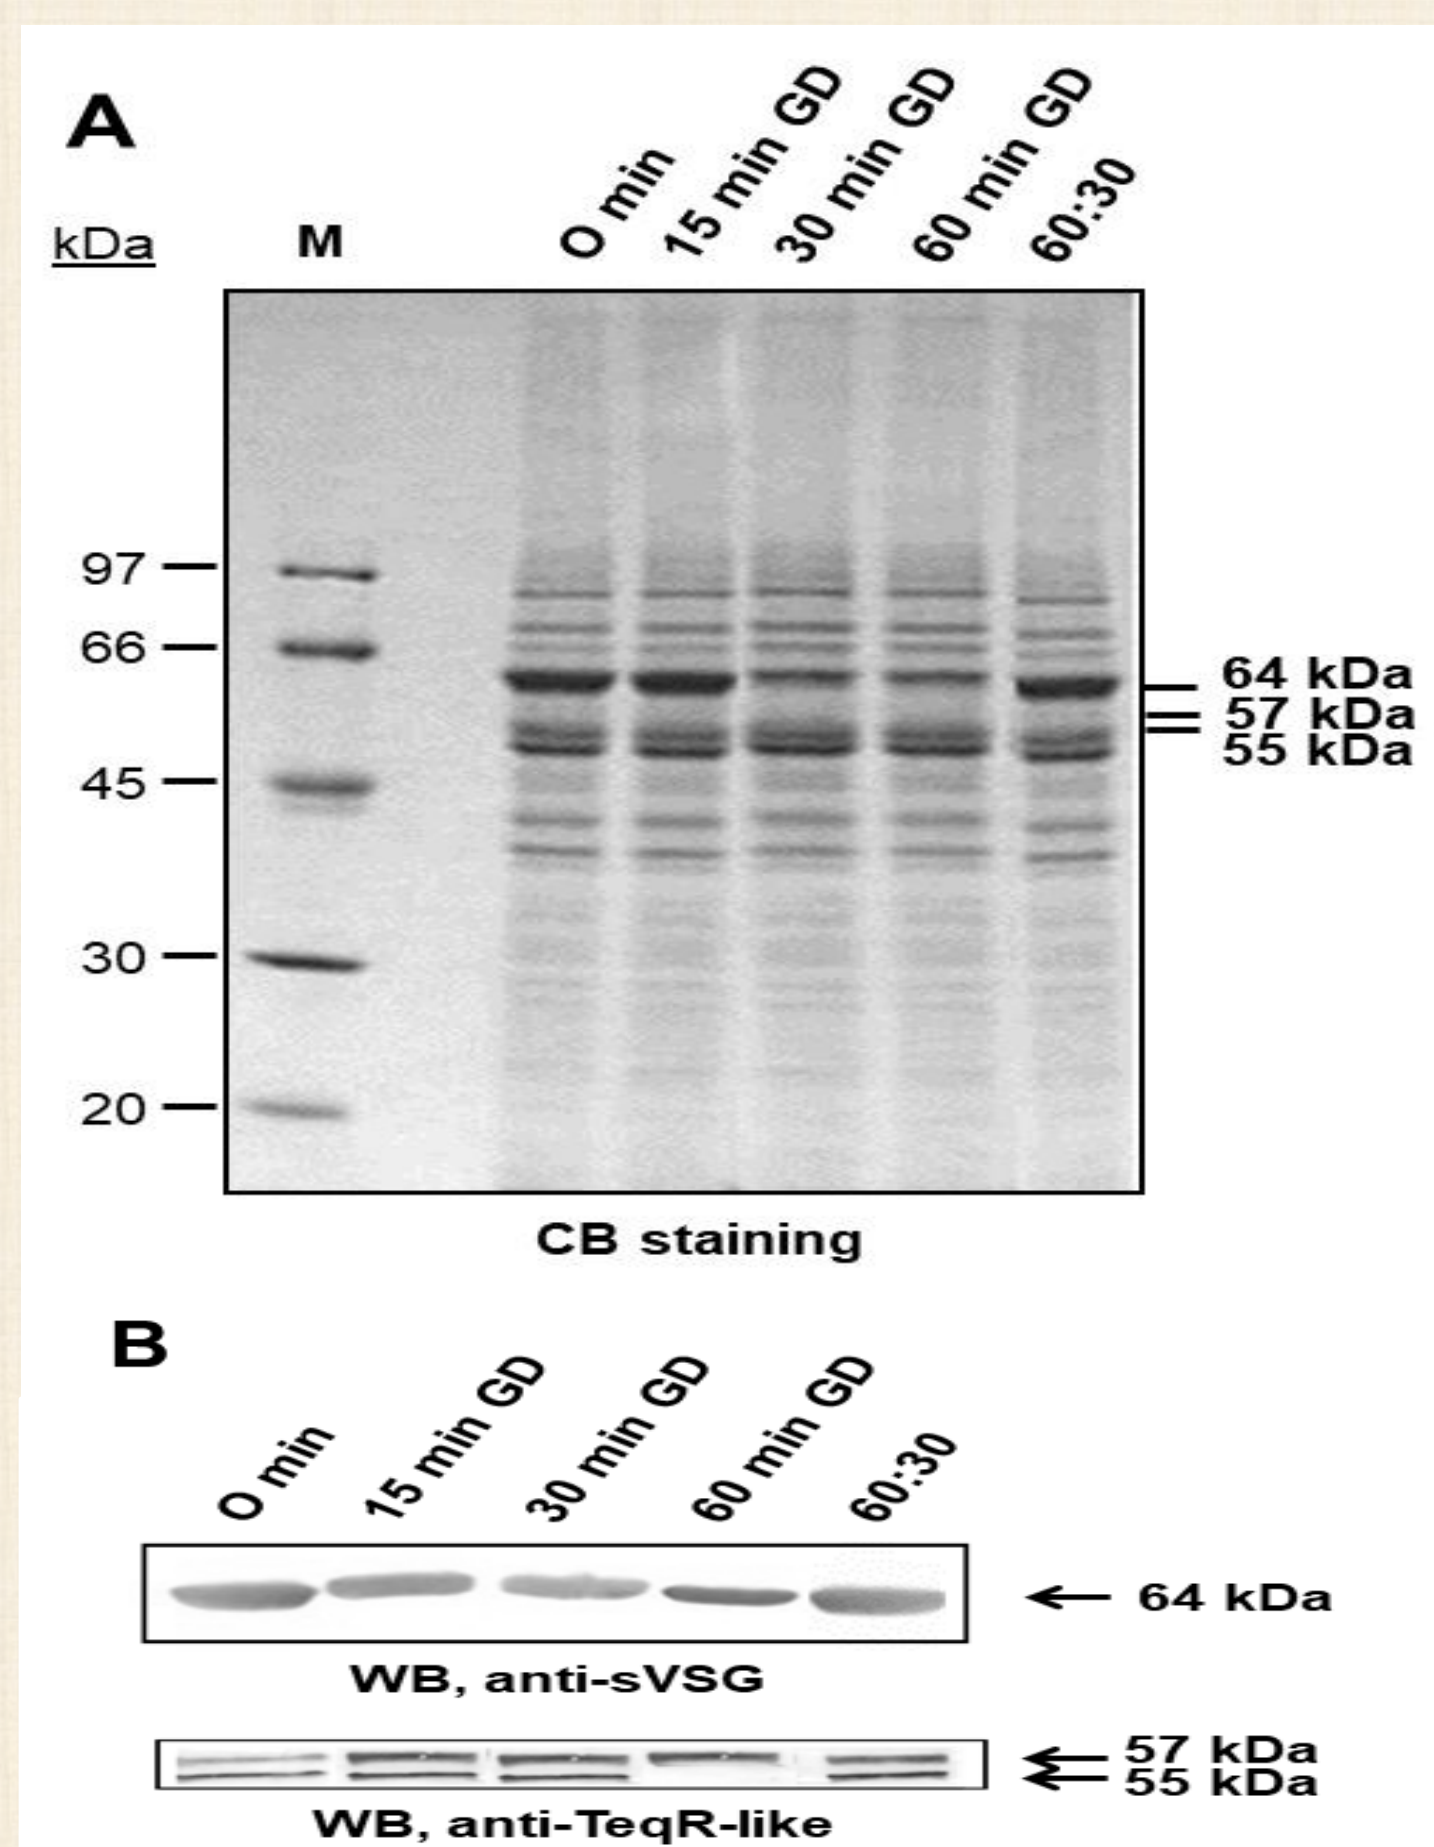 A
kDa
M
O min
15 min GD
30 min GD
60 min GD
60:30
97
66
45
30
20
64 kDa
57 kDa
55 kDa
CB staining
B
O min
15 min GD
30 min GD
60 min GD
60:30
64 kDa
WB, anti-sVSG
57 kDa
55 kDa
WB, anti-TeqR-like